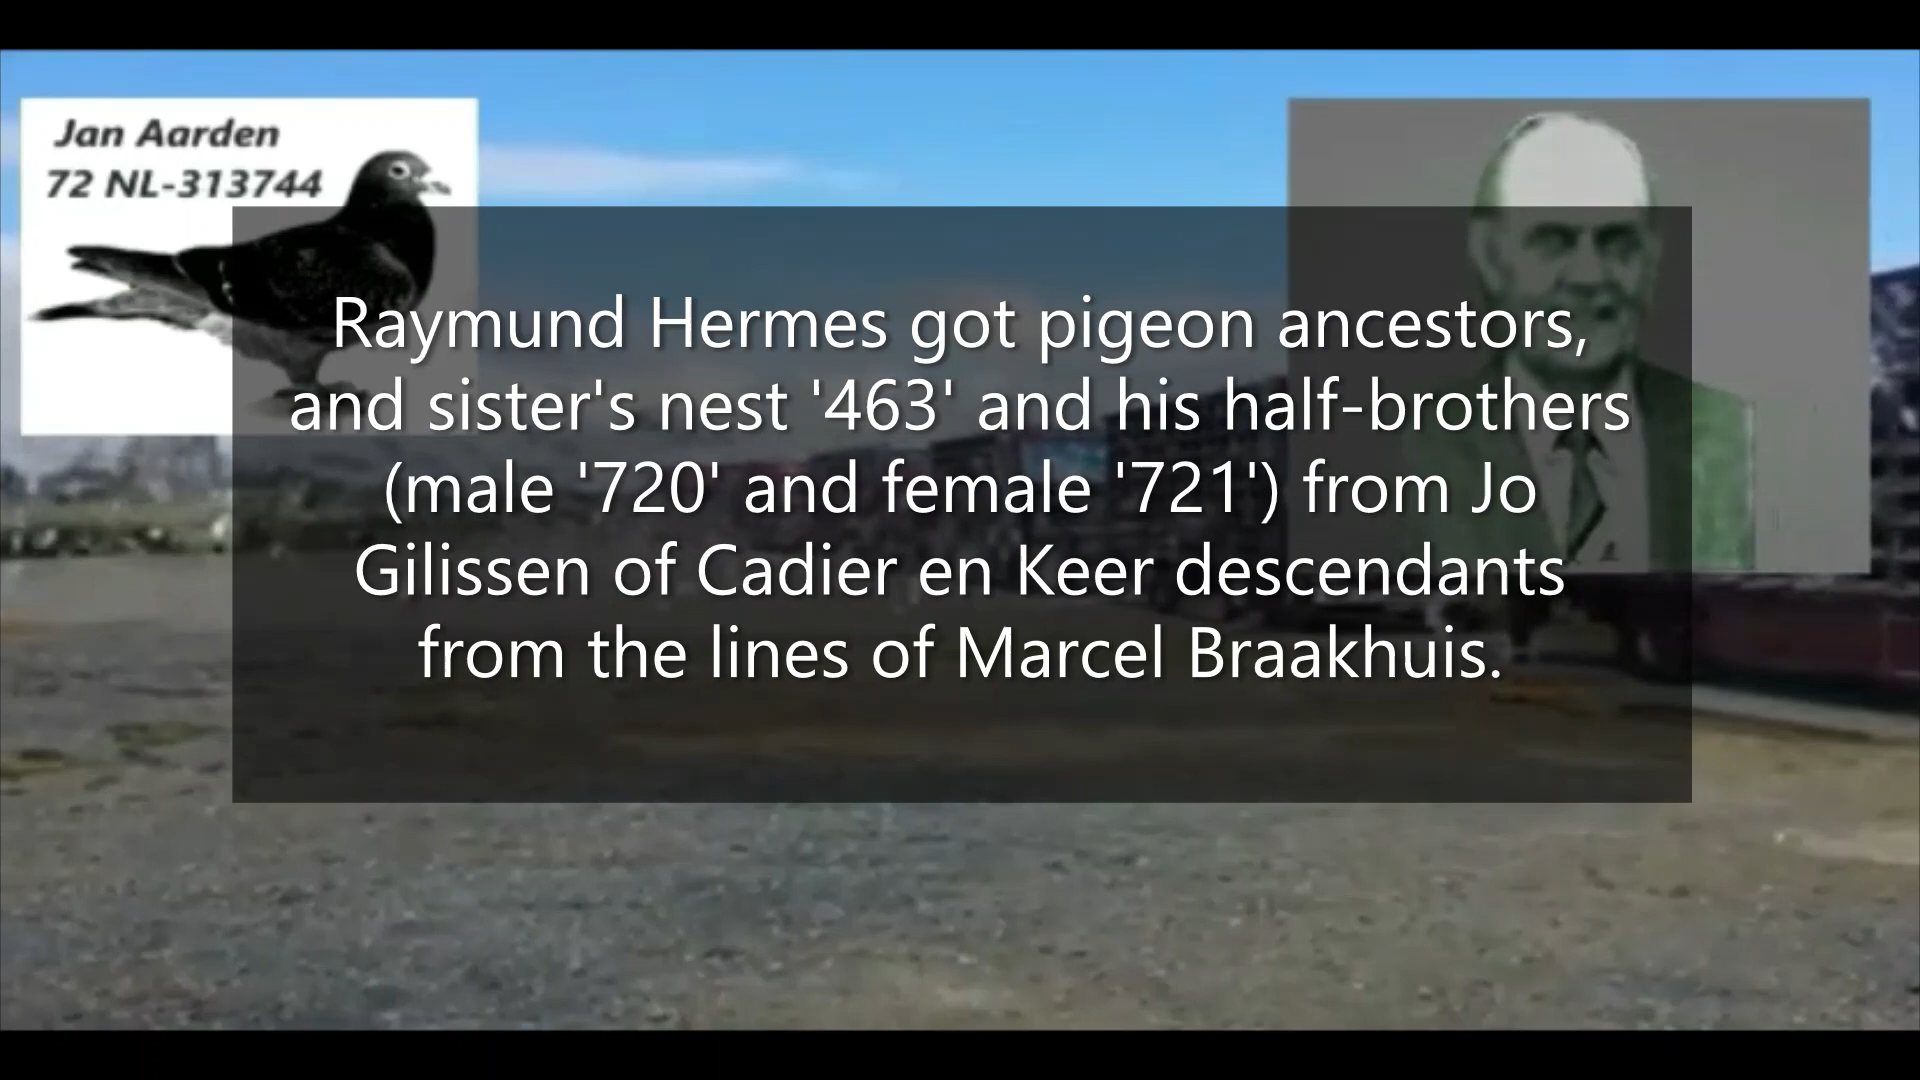 Jan Aarden
72 NL-313744
Raymund Hermes got pigeon ancestors,
and sister's nest '463' and his half-brothers
(male '720' and female '721') from Jo
Gilissen of Cadier en Keer descendants
from the lines of Marcel Braakhuis.